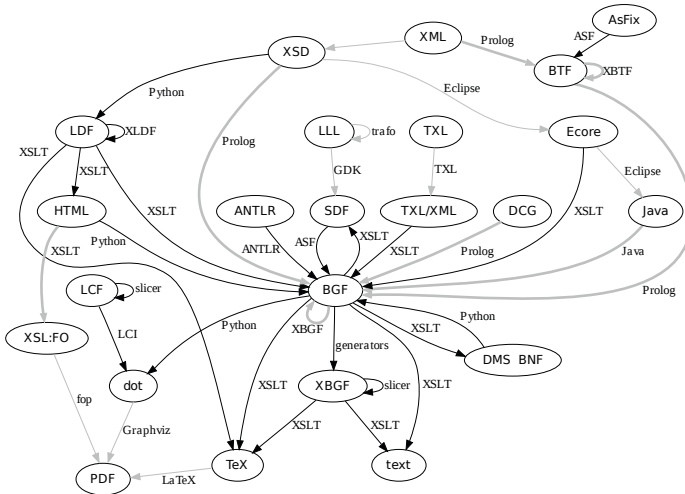 AsFix
XML
XSD
Prolog
ASF
BTF
XBTF
Python
Eclipse
LDF
XLDF
LLL
trafo
TXL
Ecore
Prolog
XSLT
XSLT
GDK
TXL
Eclipse
HTML
XSLT
ANTLR
SDF
TXL/XML
DCG
XSLT
Java
XSLT
Python
ANTLR
ASF
XSLT
XSLT
Prolog
Java
LCF
slicer
BGF
Prolog
LCI
Python
XBGF
XSLT
Python
XSL:FO
generators
DMS BNF
dot
XSLT
XBGF
slicer
XSLT
fop
Graphviz
XSLT
XSLT
PDF
LaTeX
TeX
text